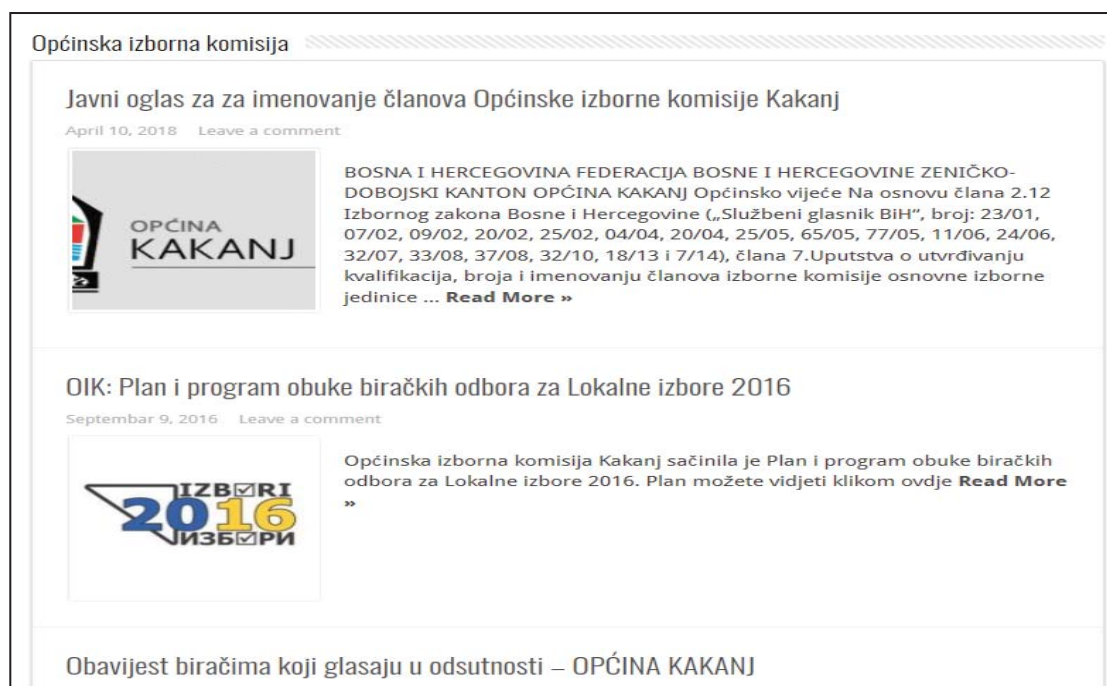 Općinska izborna komisija
Javni oglas za za imenovanje članova Općinske izborne komisije Kakanj
April 10, 2018 Leave a comment
OPĆINA
KAKANJ
BOSNA I HERCEGOVINA FEDERACIJA BOSNE I HERCEGOVINE ZENIČKO-
DOBOJSKI KANTON OPĆINA KAKANJ Općinsko vijeće Na osnovu člana 2.12
Izbornog zakona Bosne i Hercegovine („Službeni glasnik BiH“, broj: 23/01,
07/02, 09/02, 20/02, 25/02, 04/04, 20/04, 25/05, 65/05, 77/05, 11/06, 24/06,
32/07, 33/08, 37/08, 32/10, 18/13 i 7/14), člana 7.Uputstva o utvrđivanju
kvalifikacija, broja i imenovanju članova izborne komisije osnovne izborne
jedinice ... Read More »
OIK: Plan i program obuke biračkih odbora za Lokalne izbore 2016
Septembar 9, 2016 Leave a comment
IZBORI
2016
ИЗБОРИ
Općinska izborna komisija Kakanj sačinila je Plan i program obuke biračkih
odbora za Lokalne izbore 2016. Plan možete vidjeti klikom ovdje Read More
»
Obavijest biračima koji glasaju u odsutnosti – OPĆINA KAKANJ